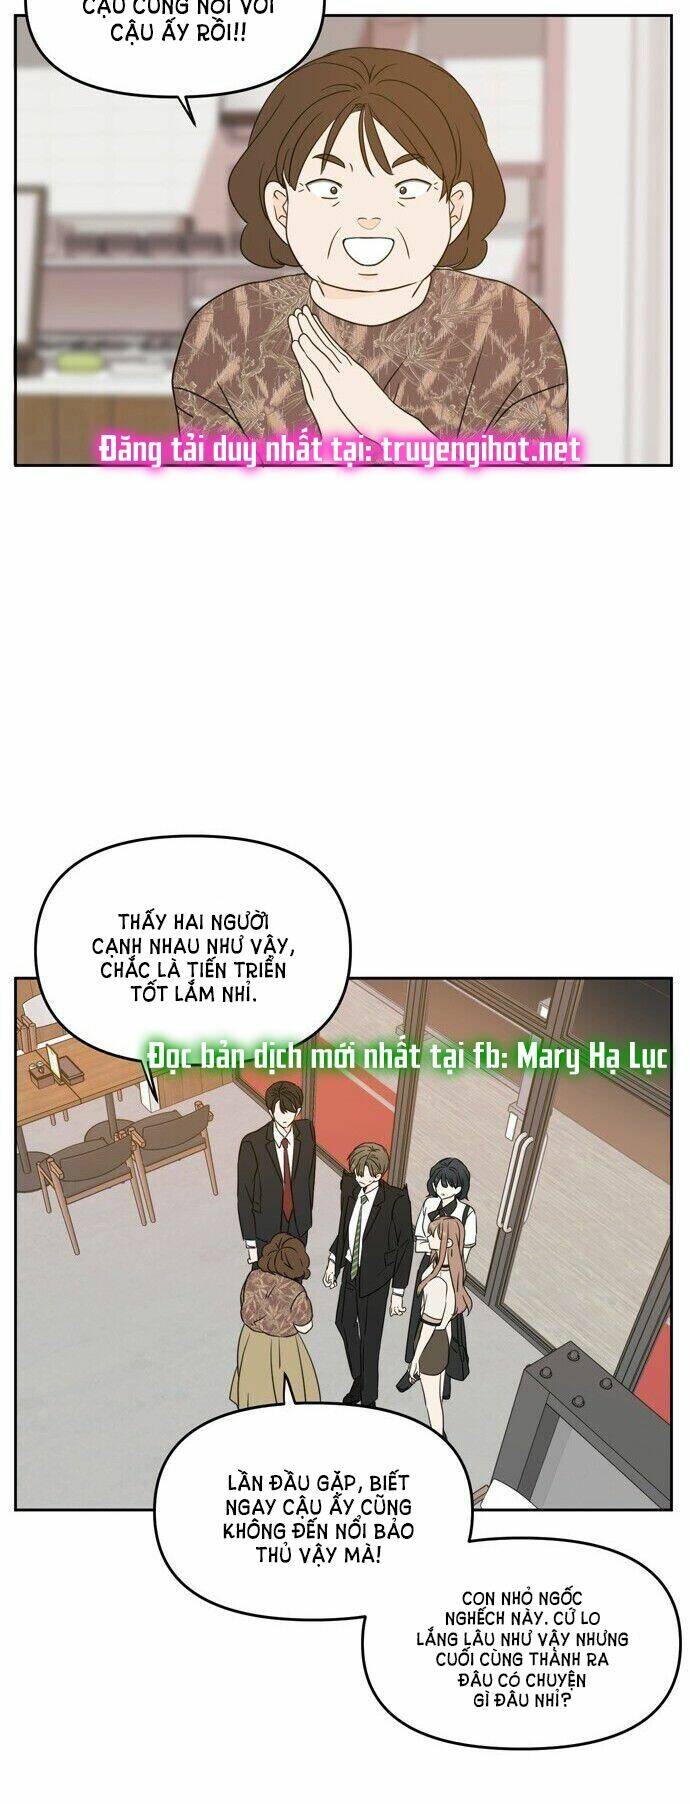 CẬU CŨNG NÓI VỚI
CẬU ẤY RỒI!!
Đăng tải duy nhất tại: truyengihot.net
THẤY HAI NGƯỜI
CẠNH NHAU NHƯ VẬY,
CHẮC LÀ TIẾN TRIỂN
TỐT LẮM NHỈ.
Đọc bản dịch mới nhất tại fb: Mary Hạ Lục
LẦN ĐẦU GẶP, BIẾT
NGAY CẬU ẤY CŨNG
KHÔNG ĐẾN NỔI BẢO
THỦ VẬY MÀ!
CON NHỎ NGỐC
NGHẾCH NÀY. CỨ LO
LẮNG LÂU NHƯ VẬY NHƯNG
CUỐI CÙNG THÀNH RA
ĐÂU CÓ CHUYỆN
GÌ ĐÂU NHỈ?